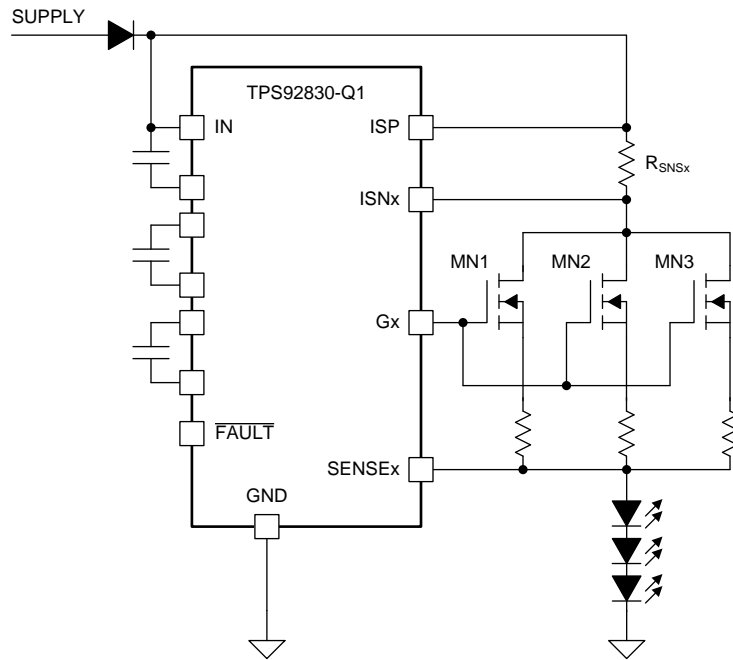 SUPPLY
TPS92830-Q1
IN
ISP
RSNSx
ISNx
MN1
MN2
MN3
Gx
FAULT
SENSEx
GND